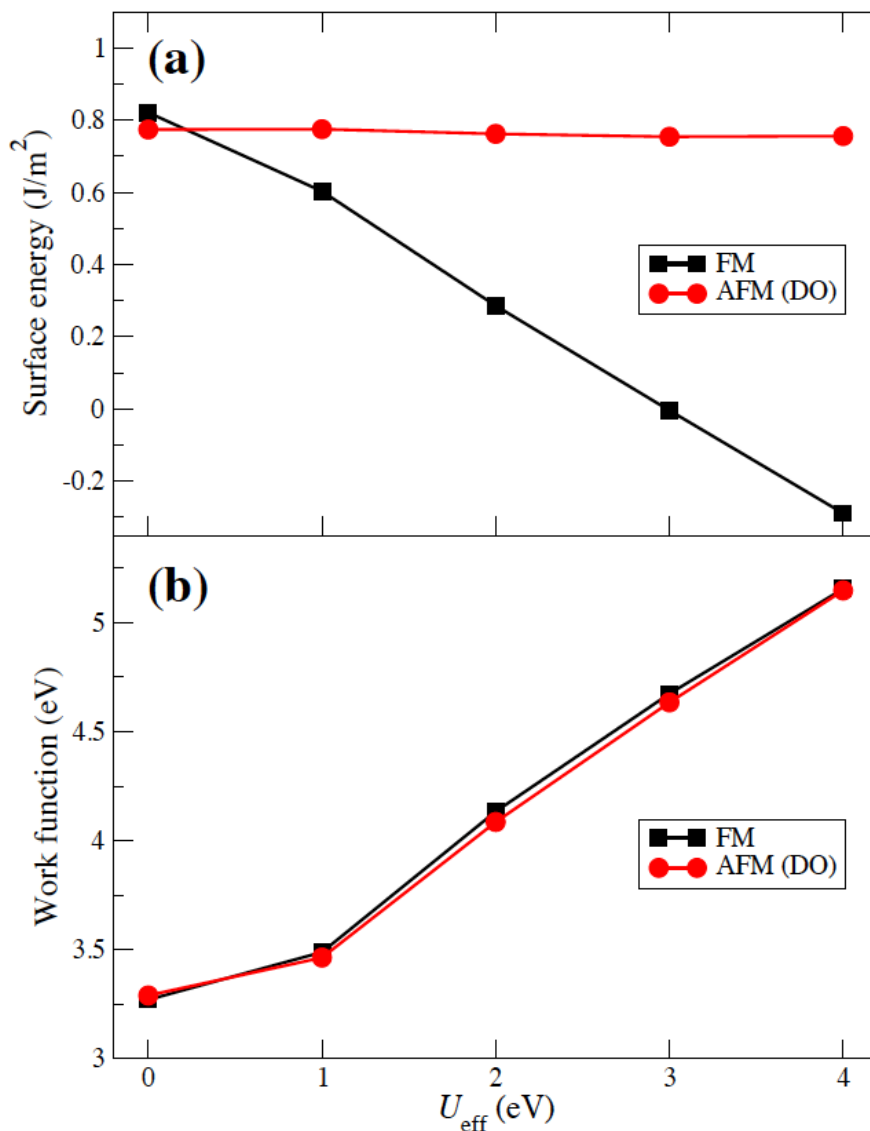 (a)
1
0.8
0.6
0.4
0.2
0
-0.2
Surface energy (J/m²)
FM
AFM (DO)
(b)
5
4.5
4
3.5
3
Work function (eV)
FM
AFM (DO)
0 1 2 3 4
U_eff (eV)